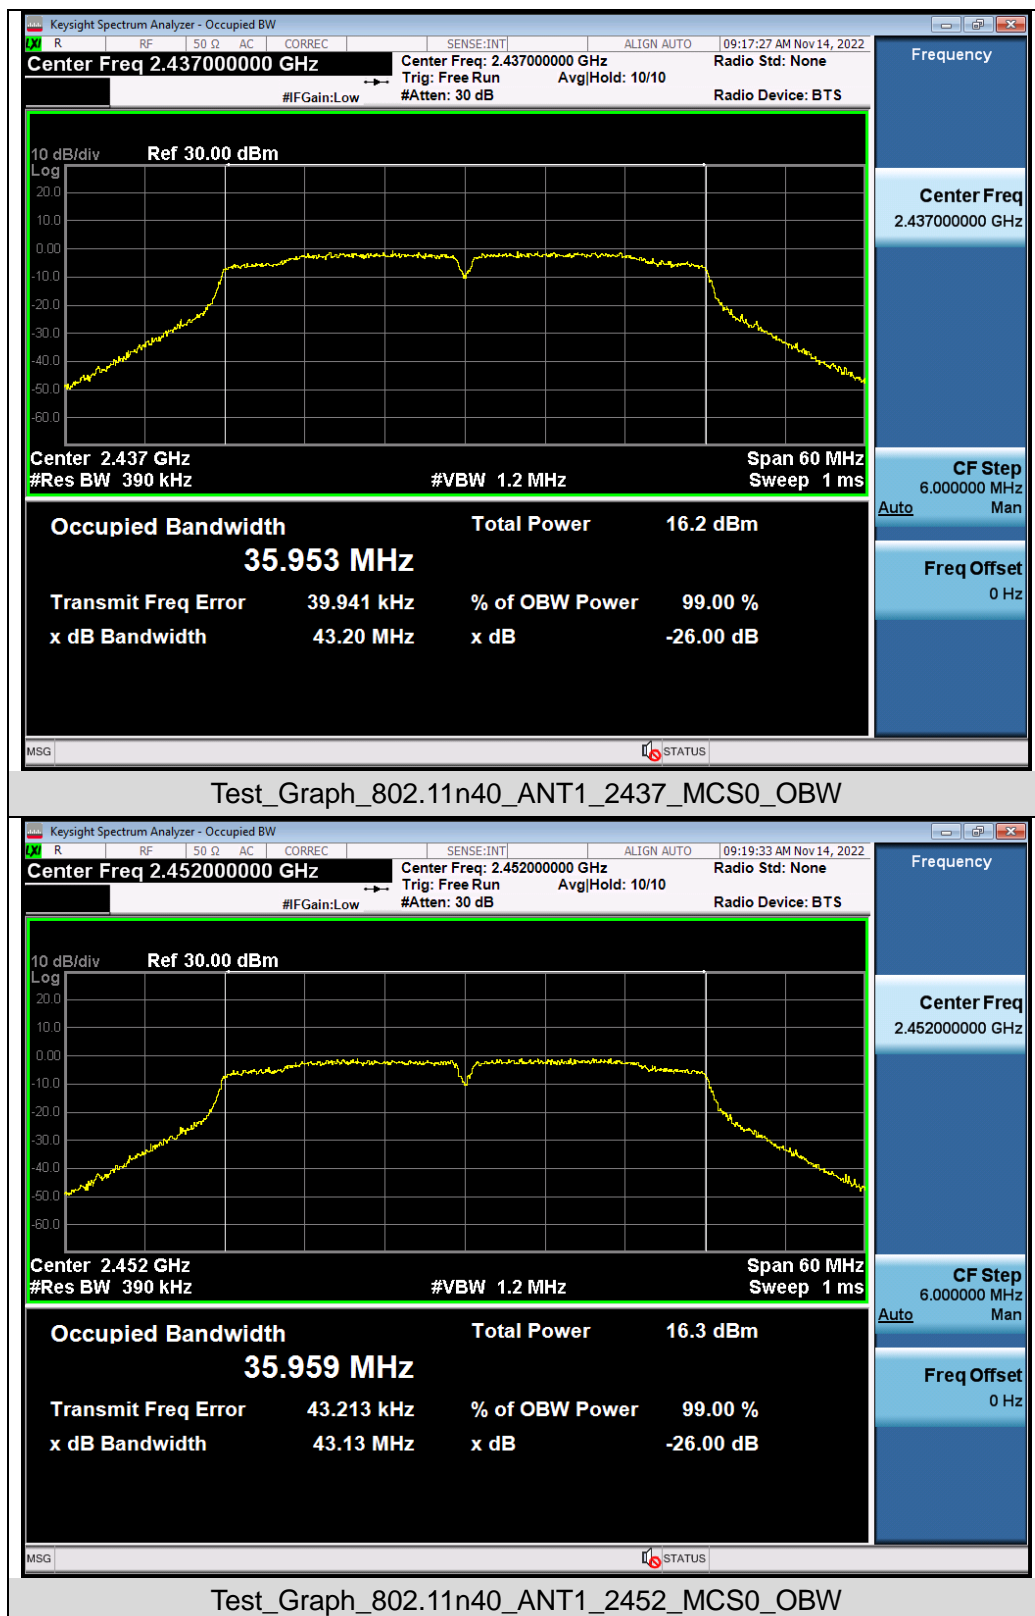 Keysight Spectrum Analyzer - Occupied BW
LXI R RF 50 Ω AC CORREC SENSE:INT ALIGN AUTO 09:17:27 AM Nov 14, 2022
Center Freq 2.437000000 GHz
Center Freq: 2.437000000 GHz
Radio Std: None
Trig: Free Run Avg|Hold: 10/10
#IFGain:Low
#Atten: 30 dB
Radio Device: BTS
Frequency
10 dB/div Ref 30.00 dBm
Log
20.0
10.0
0.00
-10.0
-20.0
-30.0
-40.0
-50.0
-60.0
Center 2.437 GHz Span 60 MHz
#Res BW 390 kHz #VBW 1.2 MHz Sweep 1 ms
Center Freq
2.437000000 GHz
CF Step
6.000000 MHz
Auto Man
Freq Offset
0 Hz
Occupied Bandwidth Total Power 16.2 dBm
35.953 MHz
Transmit Freq Error 39.941 kHz % of OBW Power 99.00 %
x dB Bandwidth 43.20 MHz x dB -26.00 dB
MSG STATUS
Test_Graph_802.11n40_ANT1_2437_MCS0_OBW
Keysight Spectrum Analyzer - Occupied BW
LXI R RF 50 Ω AC CORREC SENSE:INT ALIGN AUTO 09:19:33 AM Nov 14, 2022
Center Freq 2.452000000 GHz
Center Freq: 2.452000000 GHz
Radio Std: None
Trig: Free Run Avg|Hold: 10/10
#IFGain:Low
#Atten: 30 dB
Radio Device: BTS
Frequency
10 dB/div Ref 30.00 dBm
Log
20.0
10.0
0.00
-10.0
-20.0
-30.0
-40.0
-50.0
-60.0
Center 2.452 GHz Span 60 MHz
#Res BW 390 kHz #VBW 1.2 MHz Sweep 1 ms
Center Freq
2.452000000 GHz
CF Step
6.000000 MHz
Auto Man
Freq Offset
0 Hz
Occupied Bandwidth Total Power 16.3 dBm
35.959 MHz
Transmit Freq Error 43.213 kHz % of OBW Power 99.00 %
x dB Bandwidth 43.13 MHz x dB -26.00 dB
MSG STATUS
Test_Graph_802.11n40_ANT1_2452_MCS0_OBW